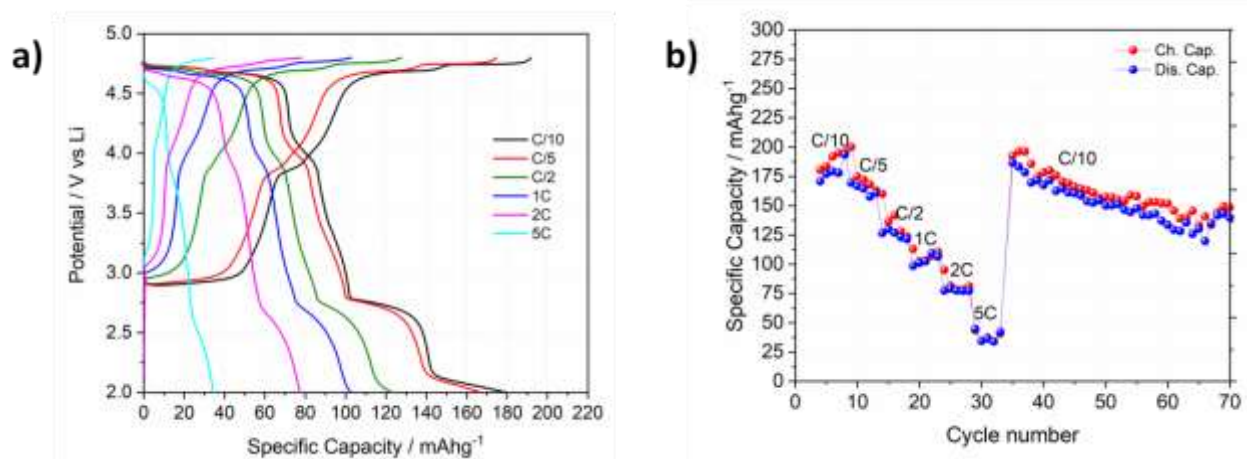 a)
Potential / V vs Li
5.0
4.5
4.0
3.5
3.0
2.5
2.0
C/10
C/5
C/2
1C
2C
5C
0 20 40 60 80 100 120 140 160 180 200 220
Specific Capacity / mAhg⁻¹
b)
Specific Capacity / mAhg⁻¹
300
275
250
225
200
175
150
125
100
75
50
25
0
Ch. Cap.
Dis. Cap.
C/10
C/5
C/2
1C
2C
5C
C/10
0 10 20 30 40 50 60 70
Cycle number